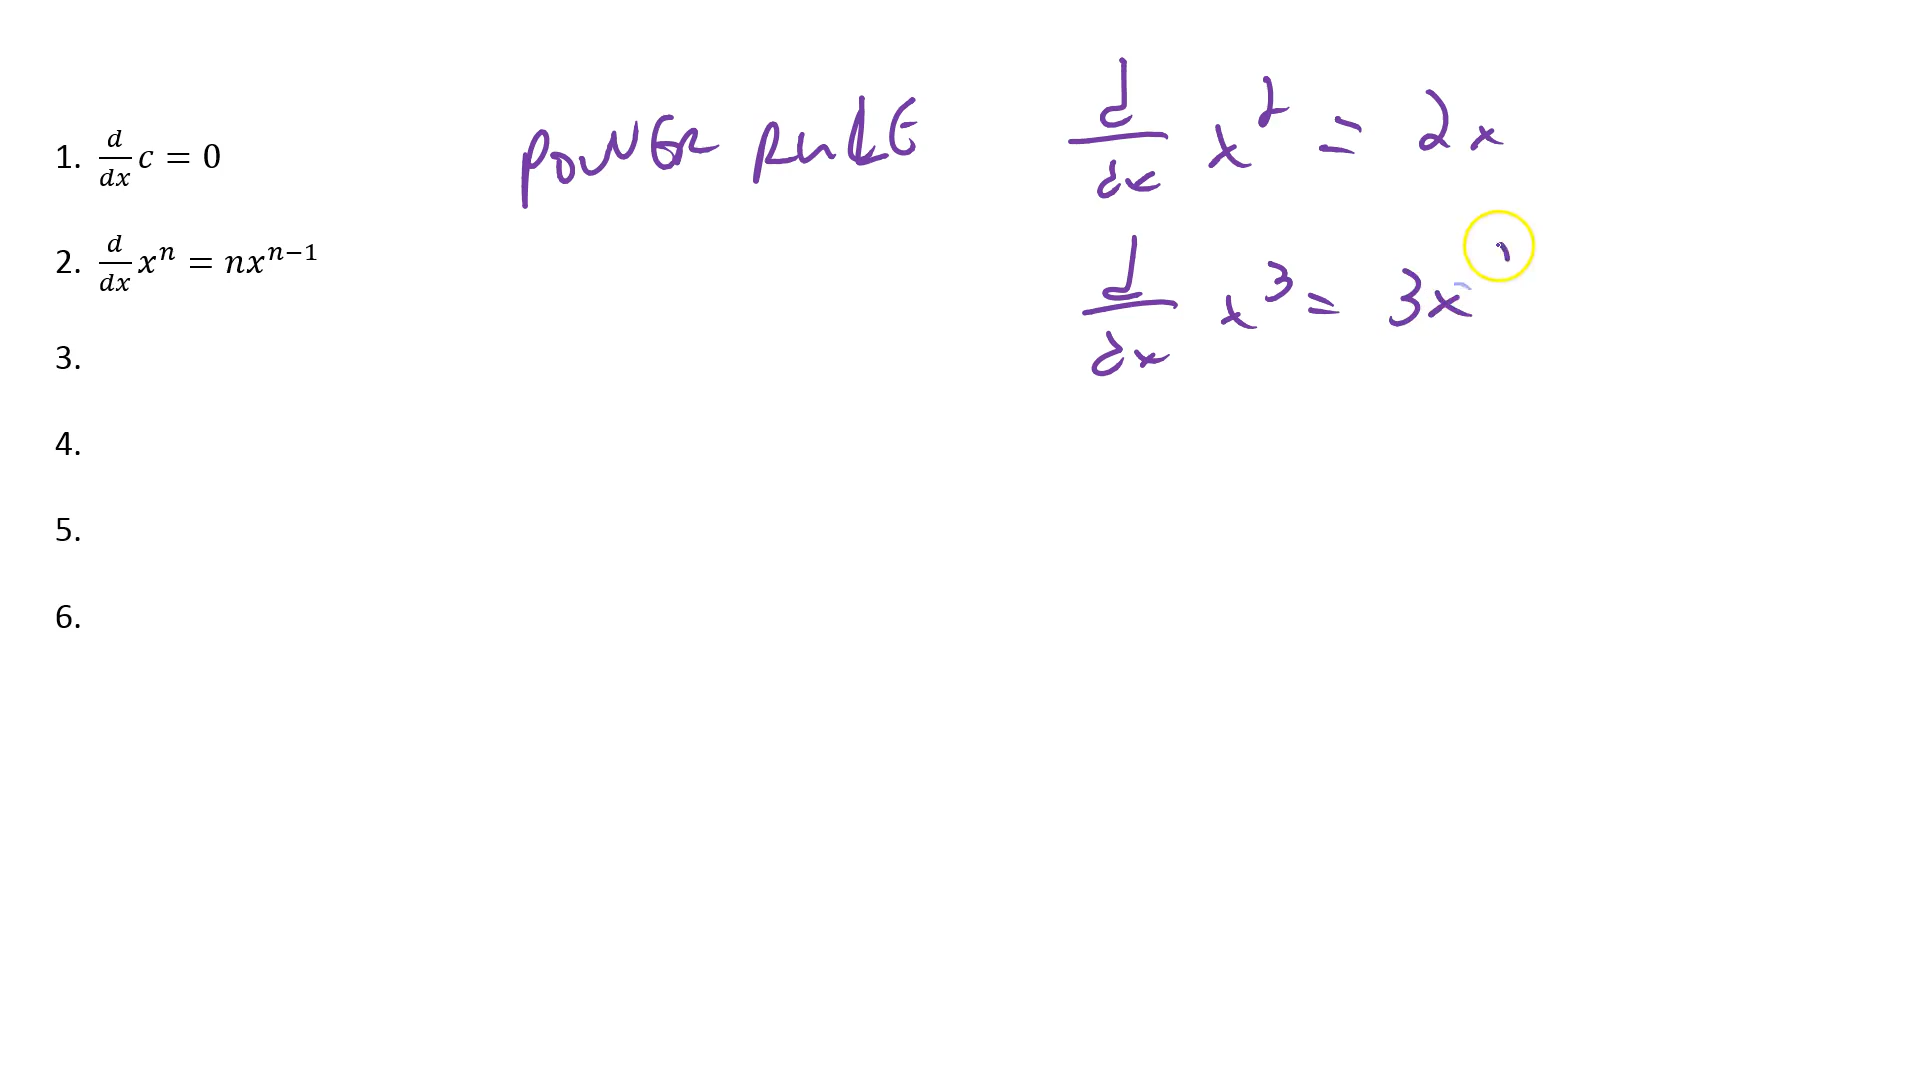 1. d/dx c = 0
2. d/dx xⁿ = nxⁿ⁻¹
3.
4.
5.
6.
POWER RULE
d/dx x² = 2x
d/dx x³ = 3x